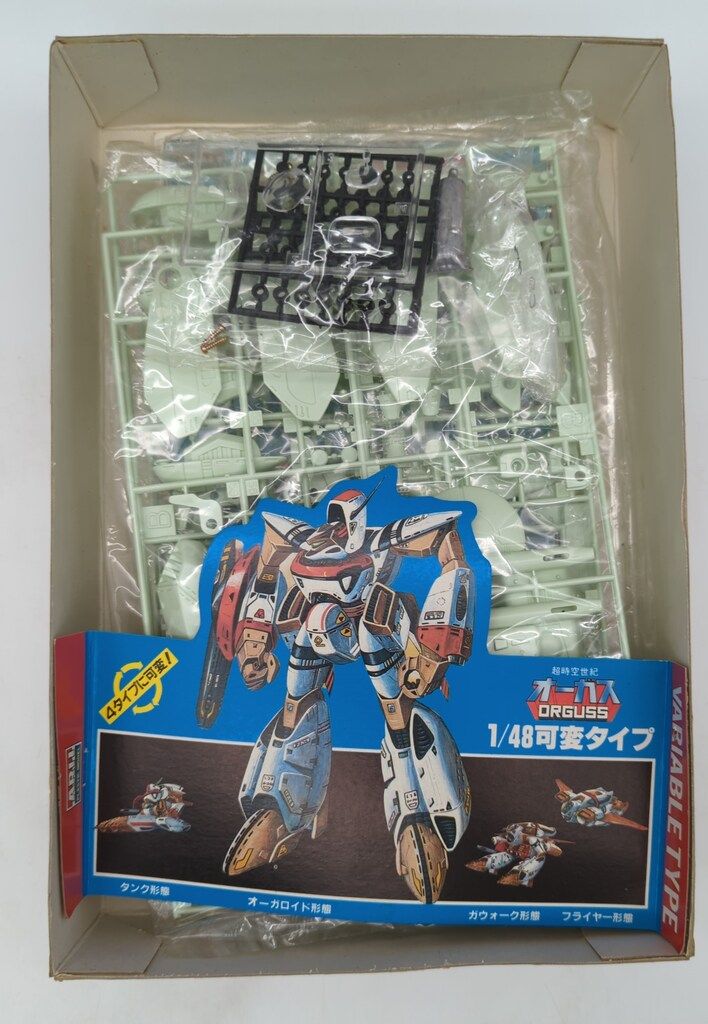 4タイプに可変!
超時空世紀
オーガス
ORGUSS
1/48可変タイプ
VARIABLE TYPE
タンク形態
オーガロイド形態
ガウォーク形態
フライヤー形態
B